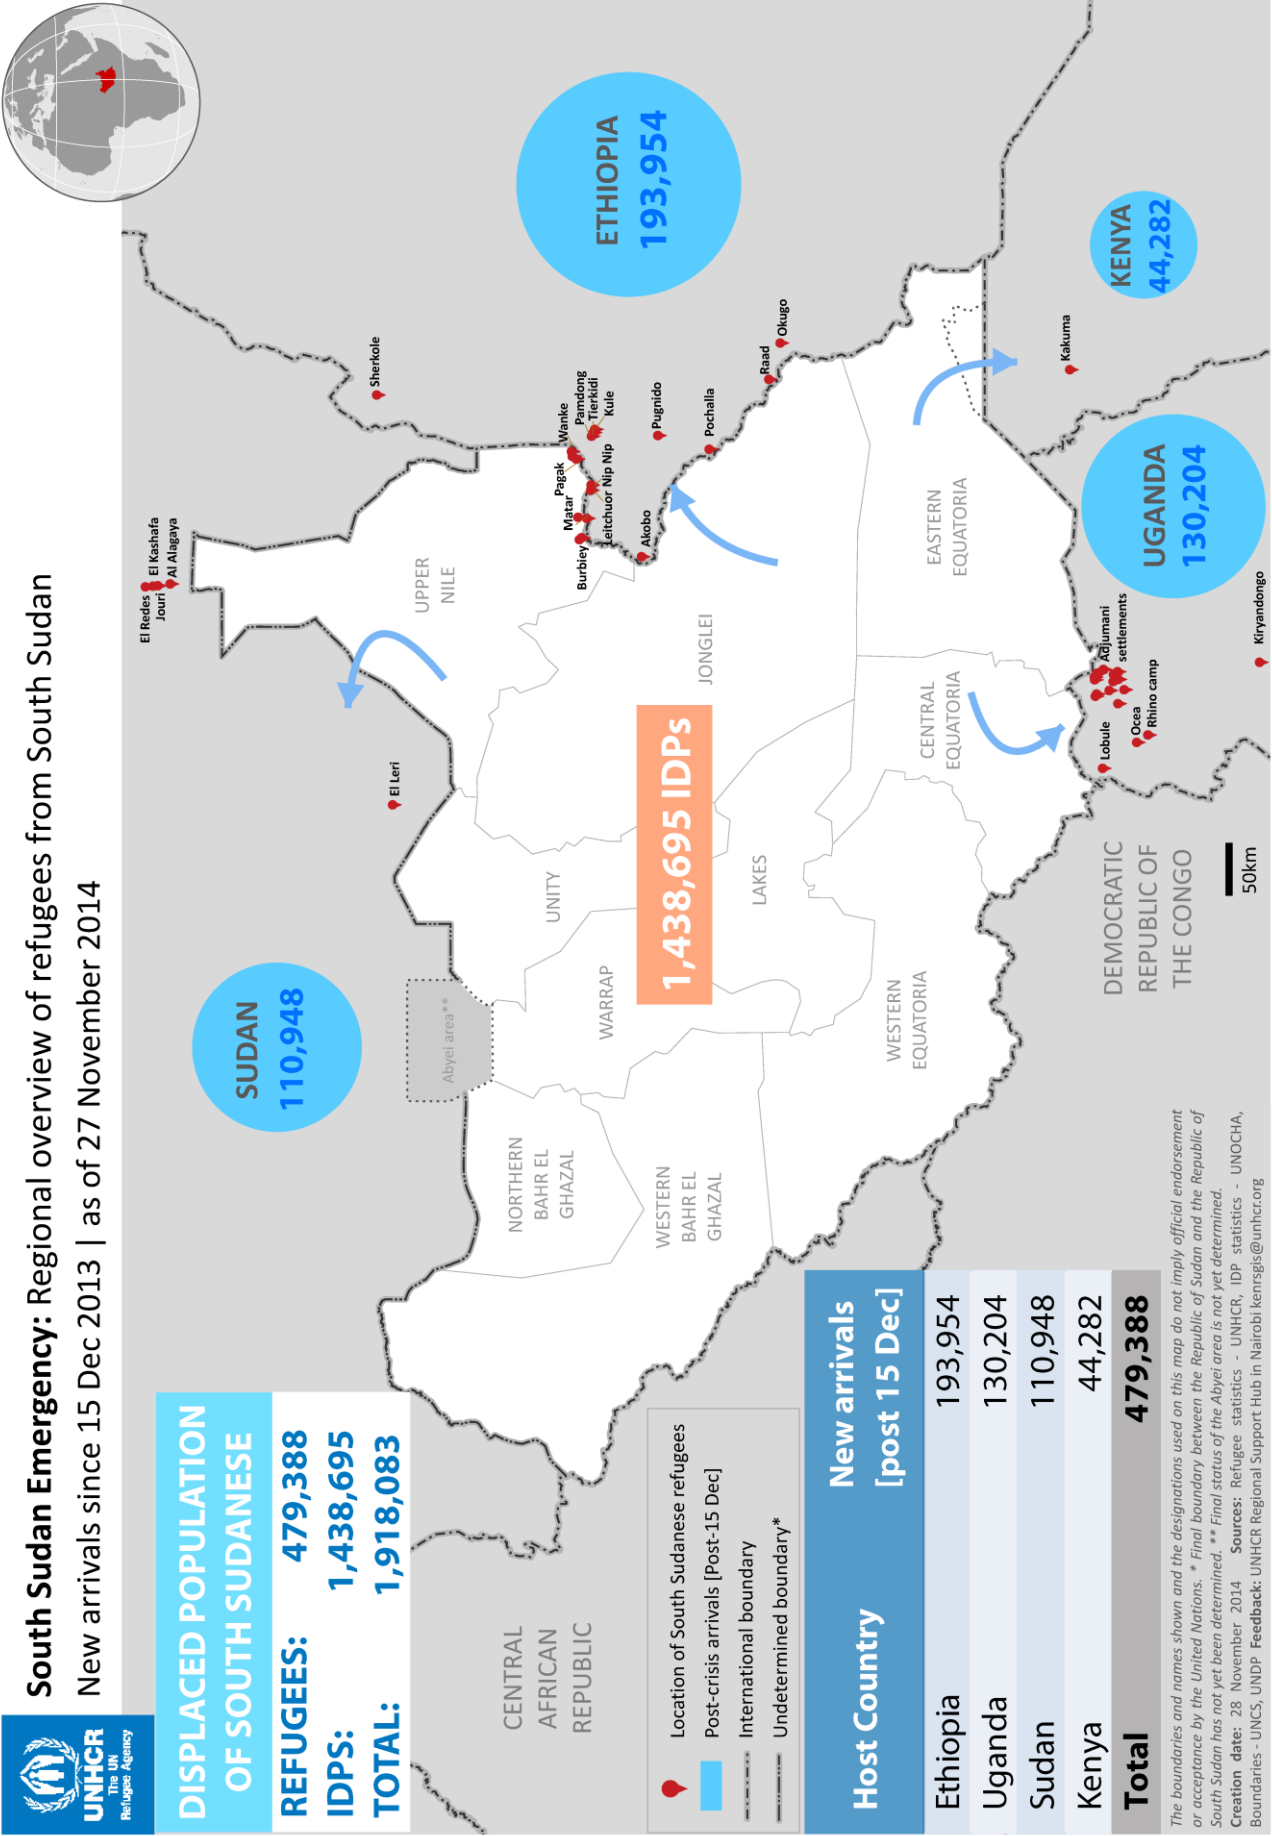 UNHCR
The UN
Refugee Agency
South Sudan Emergency: Regional overview of refugees from South Sudan
New arrivals since 15 Dec 2013 | as of 27 November 2014
DISPLACED POPULATION
OF SOUTH SUDANESE
REFUGEES: 479,388
IDPS: 1,438,695
TOTAL: 1,918,083
SUDAN
110,948
El Redes
El Kashafa
Jouri
Al Alagaya
El Leri
Sherkole
Abyei area**
UPPER
NILE
UNITY
NORTHERN
BAHR EL
GHAZAL
WARRAP
WESTERN
BAHR EL
GHAZAL
1,438,695 IDPs
JONGLEI
LAKES
WESTERN
EQUATORIA
CENTRAL
EQUATORIA
EASTERN
EQUATORIA
ETHIOPIA
193,954
Wanke
Pamdong
Tierkidi
Kule
Pagak
Matar
Nip Nip
Leitchuor
Burbiey
Akobo
Pugnido
Pochalla
Raad
Okugo
KENYA
44,282
Kakuma
UGANDA
130,204
Adjumani
settlements
Lobule
Ocea
Rhino camp
Kiryandongo
CENTRAL
AFRICAN
REPUBLIC
DEMOCRATIC
REPUBLIC OF
THE CONGO
50km
Location of South Sudanese refugees
Post-crisis arrivals [Post-15 Dec]
International boundary
Undetermined boundary*
Host Country New arrivals
[post 15 Dec]
Ethiopia 193,954
Uganda 130,204
Sudan 110,948
Kenya 44,282
Total 479,388
The boundaries and names shown and the designations used on this map do not imply official endorsement
or acceptance by the United Nations. * Final boundary between the Republic of Sudan and the Republic of
South Sudan has not yet been determined. ** Final status of the Abyei area is not yet determined.
Creation date: 28 November 2014 Sources: Refugee statistics - UNHCR, IDP statistics - UNOCHA,
Boundaries - UNCS, UNDP Feedback: UNHCR Regional Support Hub in Nairobi kenrsgis@unhcr.org